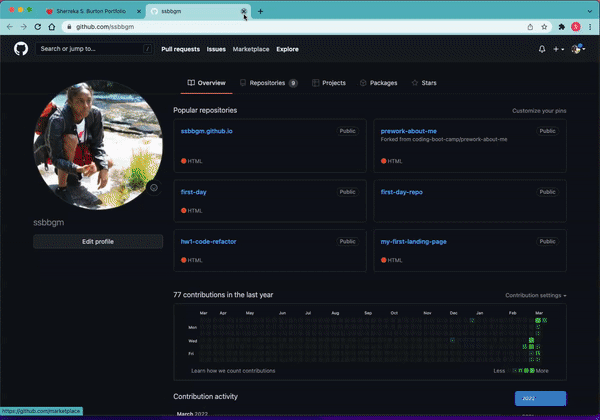 Sherreka S. Burton Portfolio
ssbbgm
github.com/ssbbgm
Search or jump to...
/
Pull requests Issues Marketplace Explore
Overview
Repositories 9
Projects
Packages
Stars
Popular repositories
Customize your pins
ssbbgm.github.io Public
HTML
prework-about-me Public
Forked from coding-boot-camp/prework-about-me
HTML
first-day Public
HTML
first-day-repo Public
hw1-code-refactor Public
HTML
my-first-landing-page Public
HTML
ssbbgm
Edit profile
77 contributions in the last year
Contribution settings
Mar Apr May Jun Jul Aug Sep Oct Nov Dec Jan Feb Mar
Mon
Wed
Fri
Learn how we count contributions
Less More
Contribution activity
2022
March 2022
https://github.com/marketplace